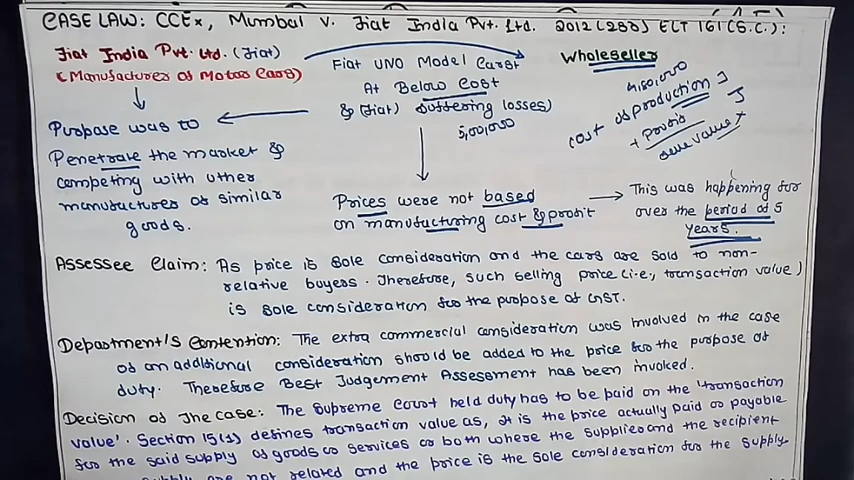 CASE LAW: CCEx, Mumbai V. Fiat India Pvt. Ltd. 2012 (283) ELT 161 (S.C.):
Fiat India Pvt. Ltd. (Fiat)
(Manufacturer of Motor Cars)
Fiat UNO Model Cars
At Below Cost
& (Fiat) suffering losses)
5,00,000
Wholeseller
4,50,000
cost of production
+ profit
sale value
Purpose was to
Penetrate the market &
competing with other
manufactures of similar
goods.
Prices were not based
on manufacturing cost & profit
This was happening for
over the period of 5
years.
Assessee Claim: As price is sole consideration and the cars are sold to non-
relative buyers. Therefore, such selling price (i.e., transaction value)
is sole consideration for the purpose of GST.
Department's Contention: The extra commercial consideration was involved in the case
of an additional consideration should be added to the price for the purpose of
duty. Therefore Best Judgement Assessment has been invoked.
Decision of The case: The Supreme Court held duty has to be paid on the 'transaction
value'. Section 15(1) defines transaction value as, it is the price actually paid or payable
for the said supply of goods or services or both where the supplier and the recipient
supply are not related and the price is the sole consideration for the supply.